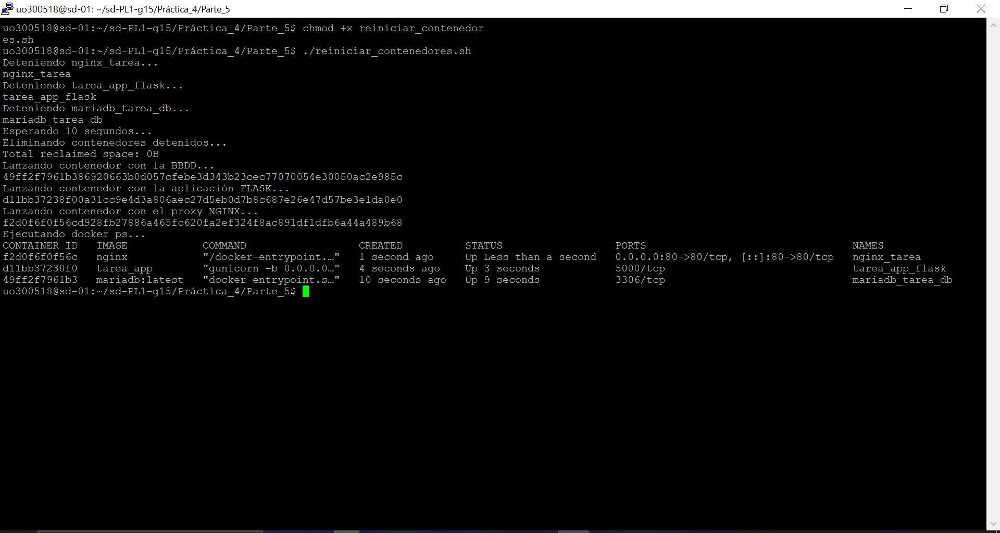 uo300518@sd-01: ~/sd-PL1-g15/Práctica_4/Parte_5
uo300518@sd-01:~/sd-PL1-g15/Práctica_4/Parte_5$ chmod +x reiniciar_contenedor
es.sh
uo300518@sd-01:~/sd-PL1-g15/Práctica_4/Parte_5$ ./reiniciar_contenedores.sh
Deteniendo nginx_tarea...
nginx_tarea
Deteniendo tarea_app_flask...
tarea_app_flask
Deteniendo mariadb_tarea_db...
mariadb_tarea_db
Esperando 10 segundos...
Eliminando contenedores detenidos...
Total reclaimed space: 0B
Lanzando contenedor con la BBDD...
49ff2f7961b386920663b0d057cfebe3d343b23cec77070054e30050ac2e985c
Lanzando contenedor con la aplicación FLASK...
d11bb37238f00a31cc9e4d3a806aec27d5eb0d7b8c687e26e47d57be3e1da0e0
Lanzando contenedor con el proxy NGINX...
f2d0f6f0f56cd928fb27886a465fc620fa2ef324f8ac891df1dfb6a44a489b68
Ejecutando docker ps...
CONTAINER ID   IMAGE            COMMAND                  CREATED          STATUS                  PORTS                                 NAMES
f2d0f6f0f56c   nginx            "/docker-entrypoint.…"   1 second ago     Up Less than a second   0.0.0.0:80->80/tcp, [::]:80->80/tcp   nginx_tarea
d11bb37238f0   tarea_app        "gunicorn -b 0.0.0.0…"   4 seconds ago    Up 3 seconds            5000/tcp                              tarea_app_flask
49ff2f7961b3   mariadb:latest   "docker-entrypoint.s…"   10 seconds ago   Up 9 seconds            3306/tcp                              mariadb_tarea_db
uo300518@sd-01:~/sd-PL1-g15/Práctica_4/Parte_5$